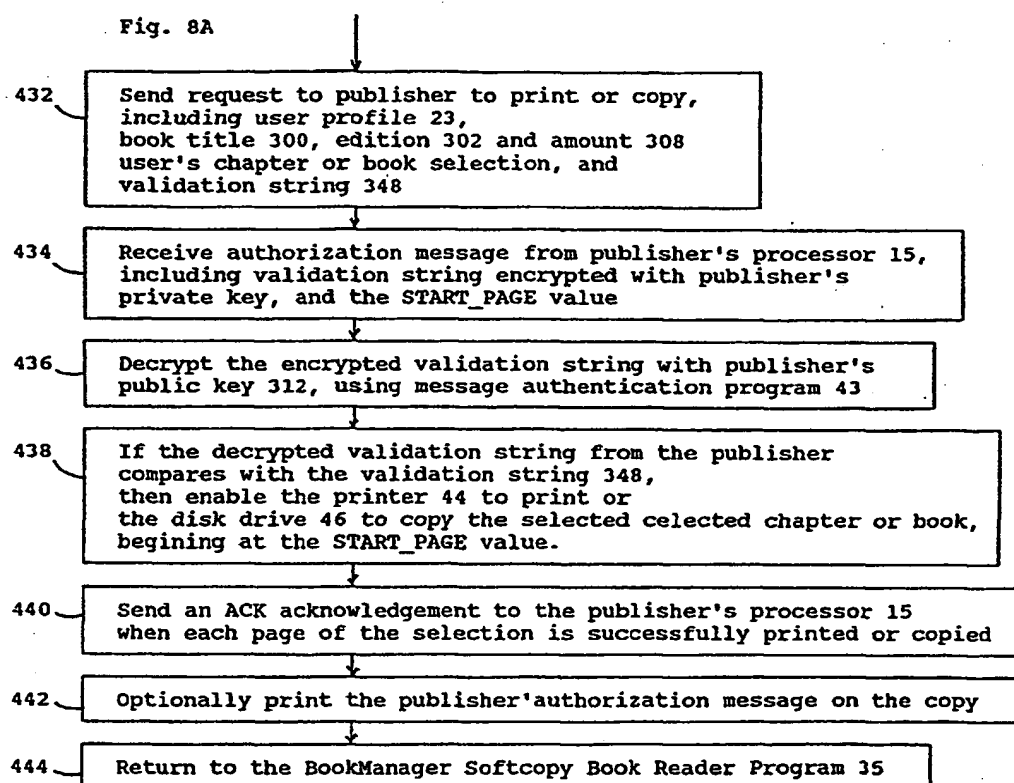 Fig. 8A
432
Send request to publisher to print or copy,
including user profile 23,
book title 300, edition 302 and amount 308
user's chapter or book selection, and
validation string 348
434
Receive authorization message from publisher's processor 15,
including validation string encrypted with publisher's
private key, and the START_PAGE value
436
Decrypt the encrypted validation string with publisher's
public key 312, using message authentication program 43
438
If the decrypted validation string from the publisher
compares with the validation string 348,
then enable the printer 44 to print or
the disk drive 46 to copy the selected celected chapter or book,
begining at the START_PAGE value.
440
Send an ACK acknowledgement to the publisher's processor 15
when each page of the selection is successfully printed or copied
442
Optionally print the publisher'authorization message on the copy
444
Return to the BookManager Softcopy Book Reader Program 35